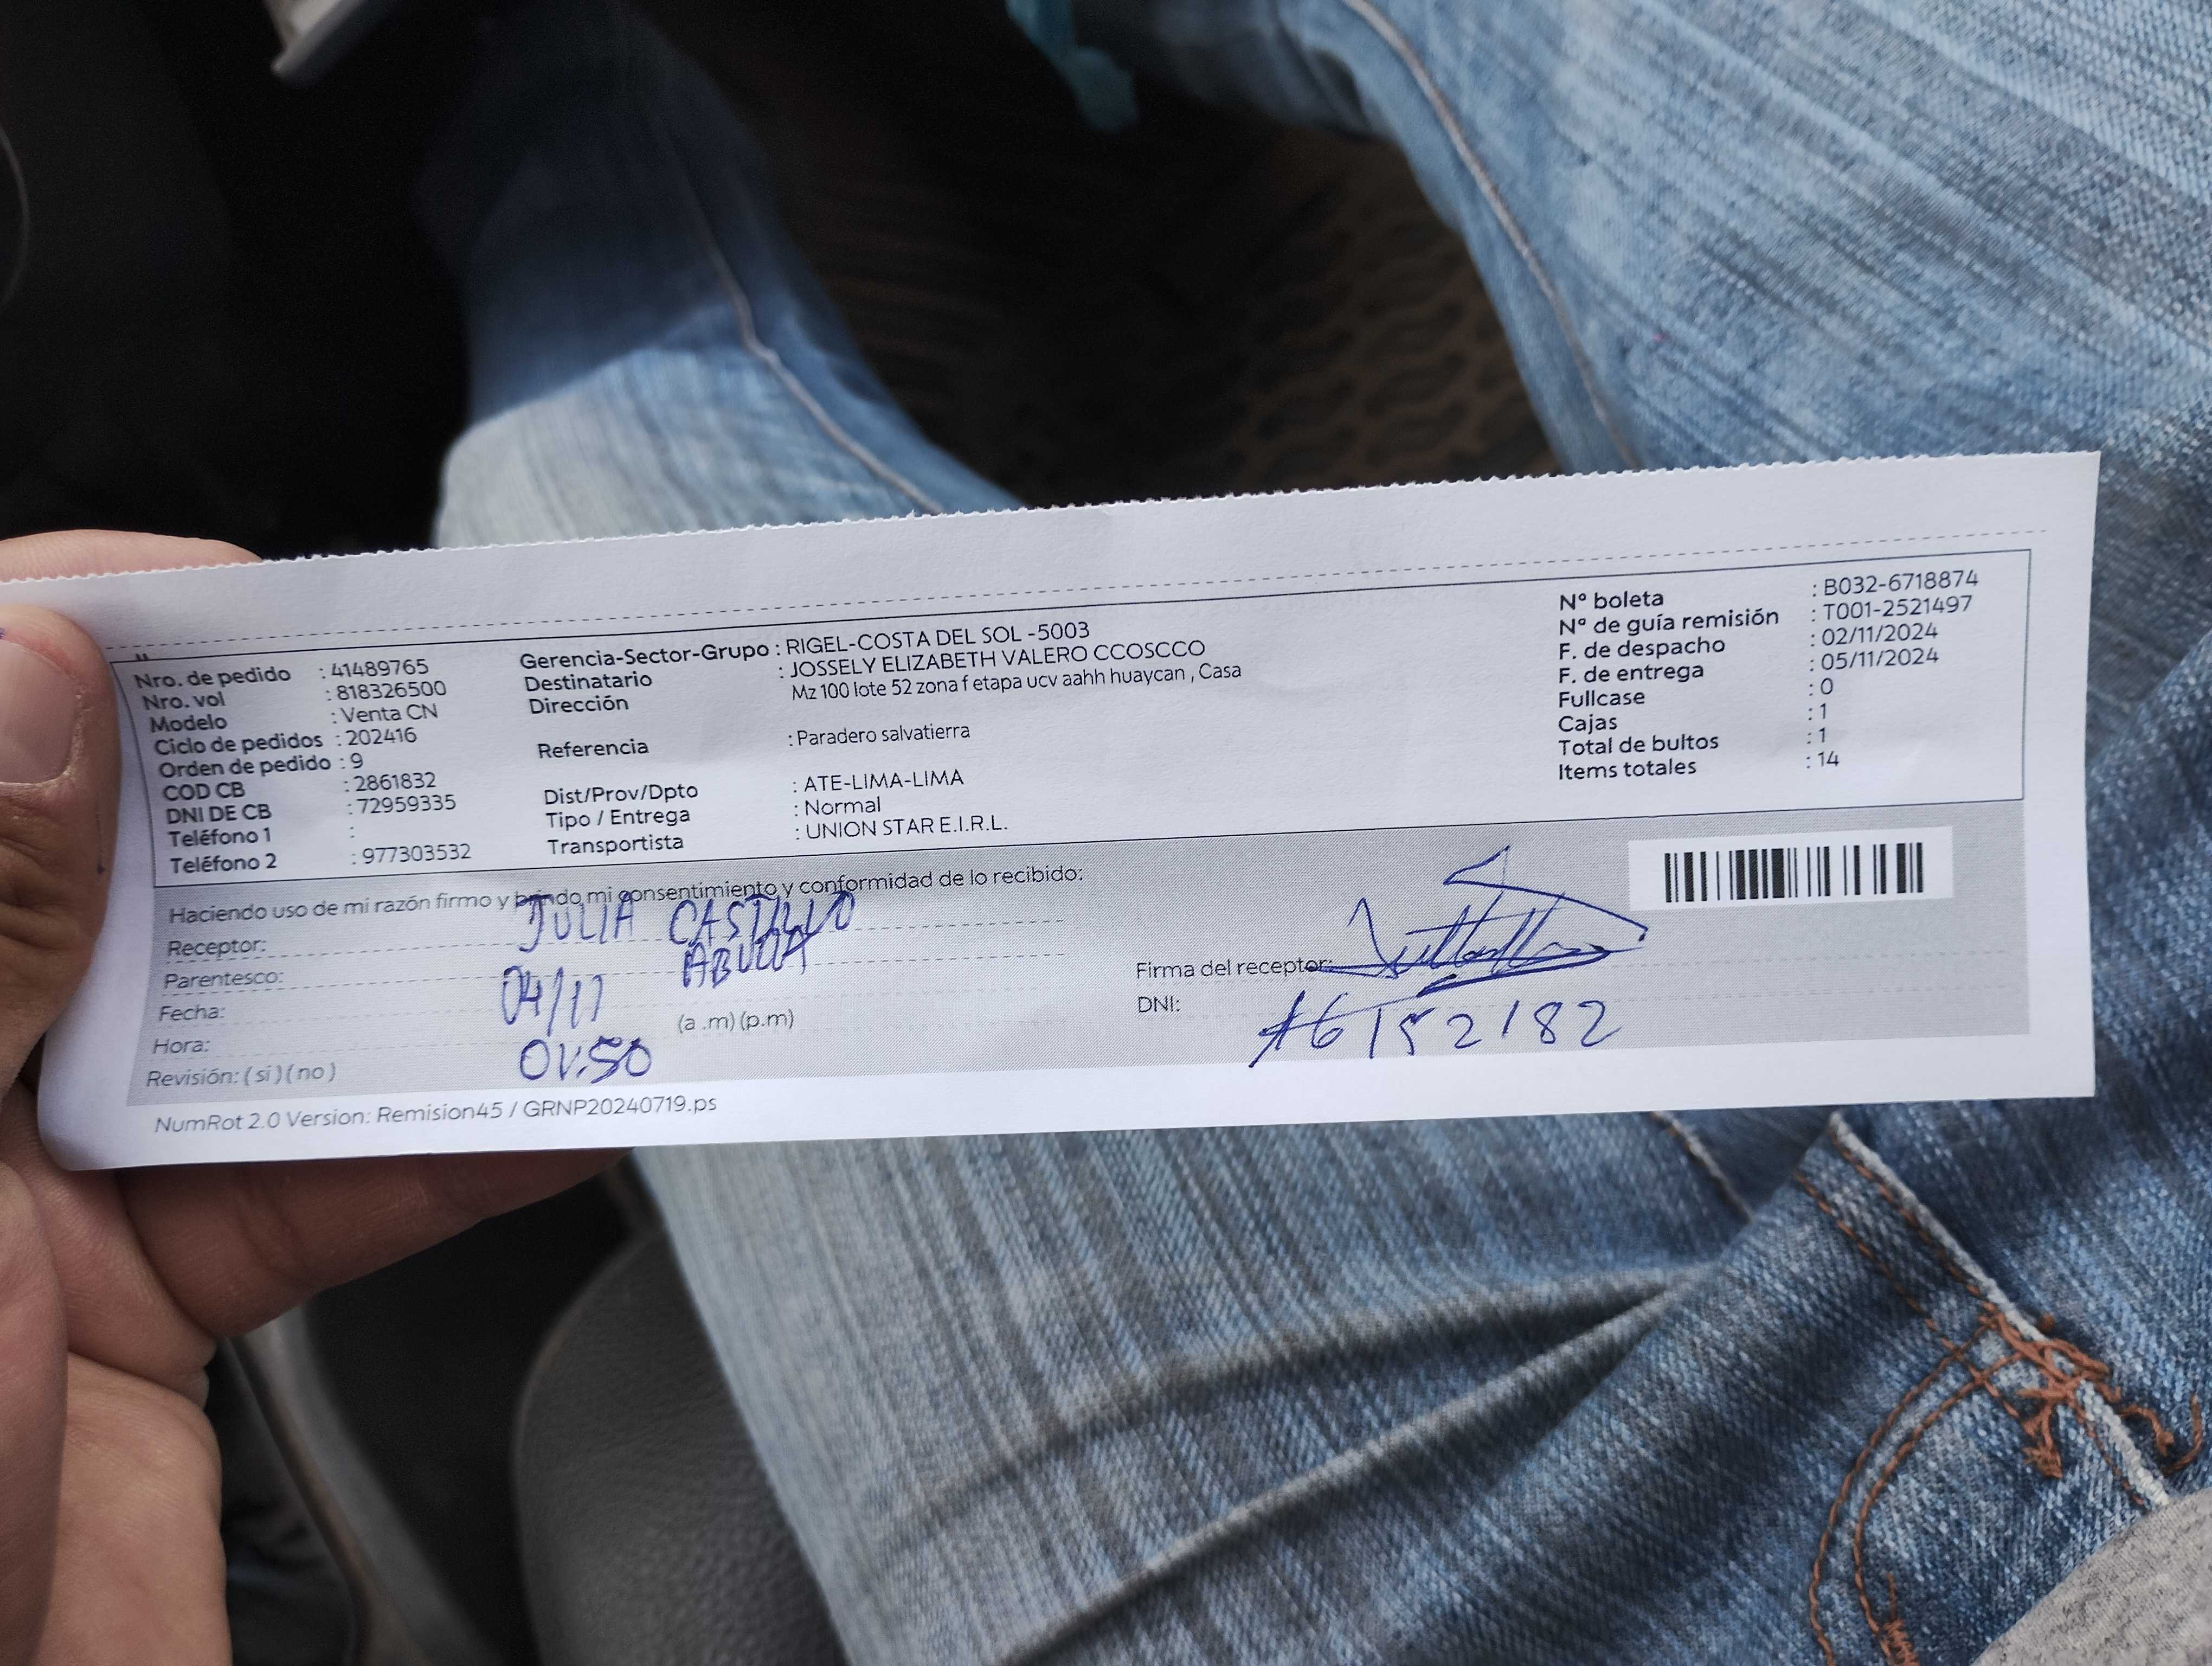 Nro. de pedido : 41489765
Nro. vol : 818326500
Modelo : Venta CN
Ciclo de pedidos : 202416
Orden de pedido : 9
COD CB : 2861832
DNI DE CB : 72959335
Teléfono 1 :
Teléfono 2 : 977303532
Gerencia-Sector-Grupo : RIGEL-COSTA DEL SOL -5003
Destinatario : JOSSELY ELIZABETH VALERO CCOSCCO
Dirección Mz 100 lote 52 zona f etapa ucv aahh huaycan , Casa
Referencia : Paradero salvatierra
Dist/Prov/Dpto : ATE-LIMA-LIMA
Tipo / Entrega : Normal
Transportista : UNION STAR E.I.R.L.
Nº boleta : B032-6718874
Nº de guía remisión : T001-2521497
F. de despacho : 02/11/2024
F. de entrega : 05/11/2024
Fullcase : 0
Cajas : 1
Total de bultos : 1
Items totales : 14
Haciendo uso de mi razón firmo y brindo mi consentimiento y conformidad de lo recibido:
Receptor: JULIA CASTILLO
Parentesco:
Fecha: 04/11
Hora: (a .m) (p.m)
Revisión: ( si ) ( no )
Firma del receptor:
DNI: 16152182
NumRot 2.0 Version: Remision45 / GRNP20240719.ps